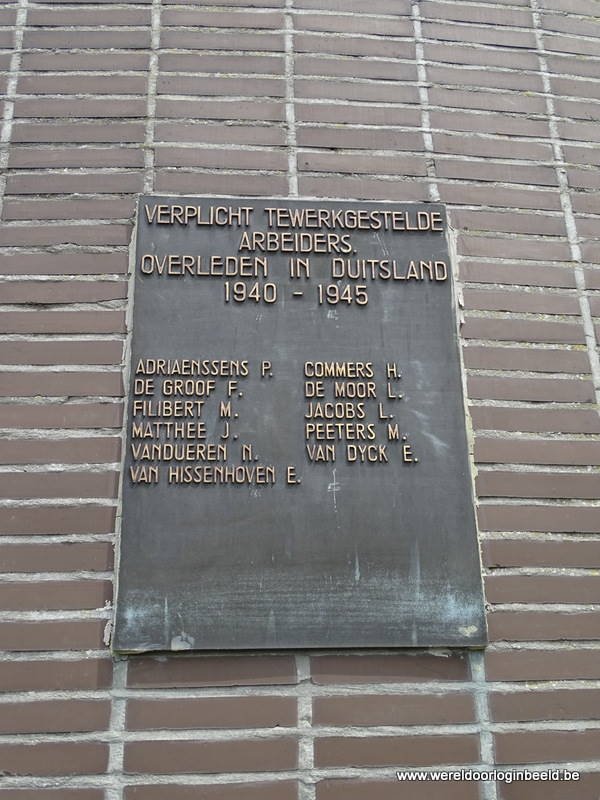 VERPLICHT TEWERKGESTELDE
ARBEIDERS.
OVERLEDEN IN DUITSLAND
1940 - 1945
ADRIAENSSENS P. COMMERS H.
DE GROOF F. DE MOOR L.
FILIBERT M. JACOBS L.
MATTHEE J. PEETERS M.
VANDUEREN N. VAN DYCK E.
VAN HISSENHOVEN E.
www.wereldoorloginbeeld.be